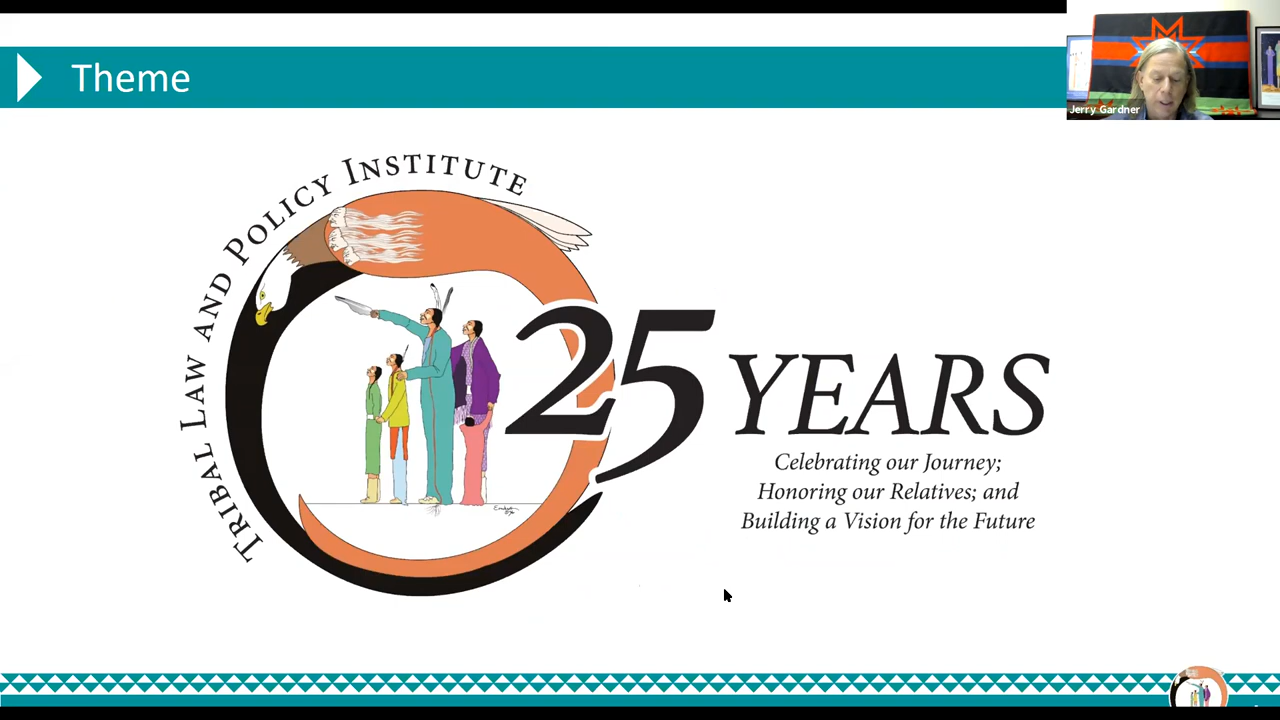 Theme
Jerry Gardner
TRIBAL LAW AND POLICY INSTITUTE
25 YEARS
Celebrating our Journey;
Honoring our Relatives; and
Building a Vision for the Future